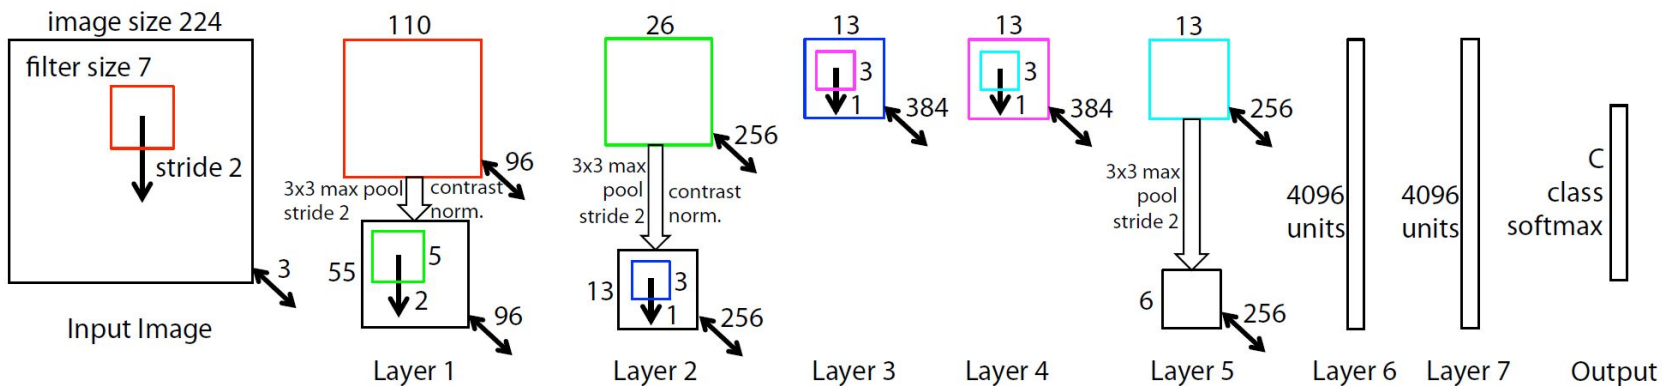 image size 224
filter size 7
stride 2
3
Input Image
110
96
3x3 max pool
stride 2
contrast
norm.
55
5
2
96
Layer 1
26
256
3x3 max
pool
stride 2
contrast
norm.
13
3
1
256
Layer 2
13
3
1
384
Layer 3
13
3
1
384
Layer 4
13
256
3x3 max
pool
stride 2
6
256
Layer 5
4096
units
Layer 6
4096
units
Layer 7
C
class
softmax
Output